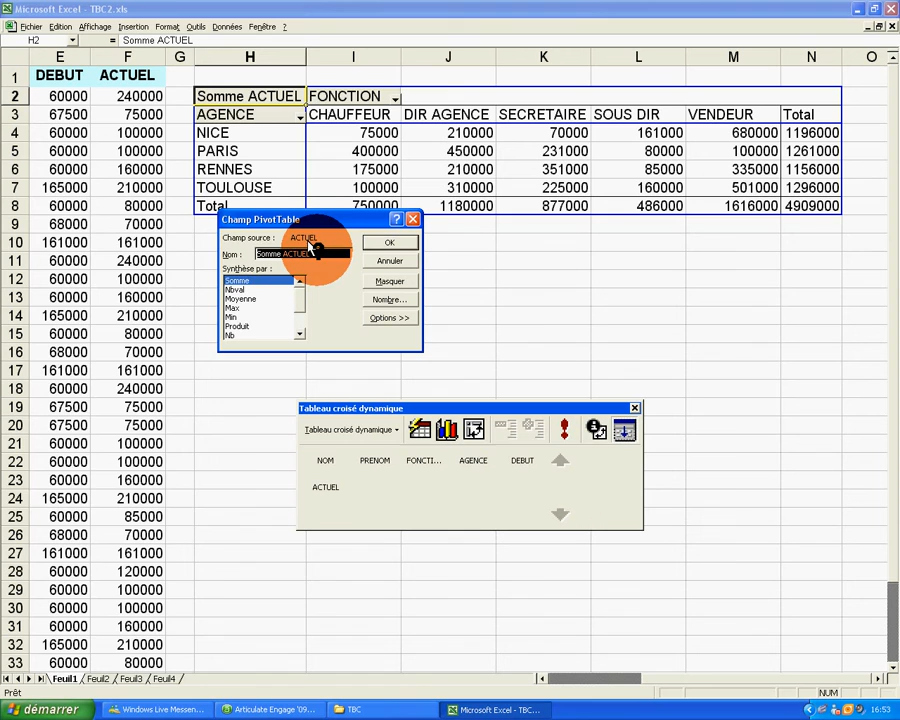 Microsoft Excel - TBC2.xls
Fichier Edition Affichage Insertion Format Outils Données Fenêtre ?
H2 = Somme ACTUEL
E F G H I J K L M N O
1 DEBUT ACTUEL
2 60000 240000 Somme ACTUEL FONCTION
3 67500 75000 AGENCE CHAUFFEUR DIR AGENCE SECRETAIRE SOUS DIR VENDEUR Total
4 60000 100000 NICE 75000 210000 70000 161000 680000 1196000
5 60000 100000 PARIS 400000 450000 231000 80000 100000 1261000
6 60000 160000 RENNES 175000 210000 351000 85000 335000 1156000
7 165000 210000 TOULOUSE 100000 310000 225000 160000 501000 1296000
8 60000 80000 Total 750000 1180000 877000 486000 1616000 4909000
9 68000 70000
10 161000 161000
11 60000 240000
12 60000 100000
13 60000 160000
14 165000 210000
15 60000 80000
16 68000 70000
17 161000 161000
18 60000 240000
19 67500 75000
20 67500 75000
21 60000 100000
22 60000 100000
23 60000 160000
24 165000 210000
25 60000 85000
26 68000 70000
27 161000 161000
28 60000 120000
29 60000 100000
30 60000 100000
31 60000 160000
32 165000 210000
33 60000 80000
Champ PivotTable
Champ source : ACTUEL
OK
Nom : Somme ACTUEL
Annuler
Synthèse par :
Somme
Nbval
Moyenne
Max
Min
Produit
Nb
Masquer
Nombre...
Options >>
Tableau croisé dynamique
Tableau croisé dynamique
NOM PRENOM FONCTI... AGENCE DEBUT
ACTUEL
Feuil1 Feuil2 Feuil3 Feuil4
Prêt NUM
démarrer Windows Live Messen... Articulate Engage '09... TBC Microsoft Excel - TBC... 16:53